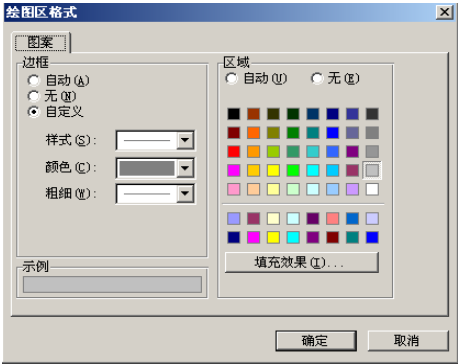 绘图区格式
图案
边框
自动(A)
无(N)
自定义
样式(S):
颜色(C):
粗细(W):
示例
区域
自动(U) 无(E)
填充效果(I)...
确定 取消